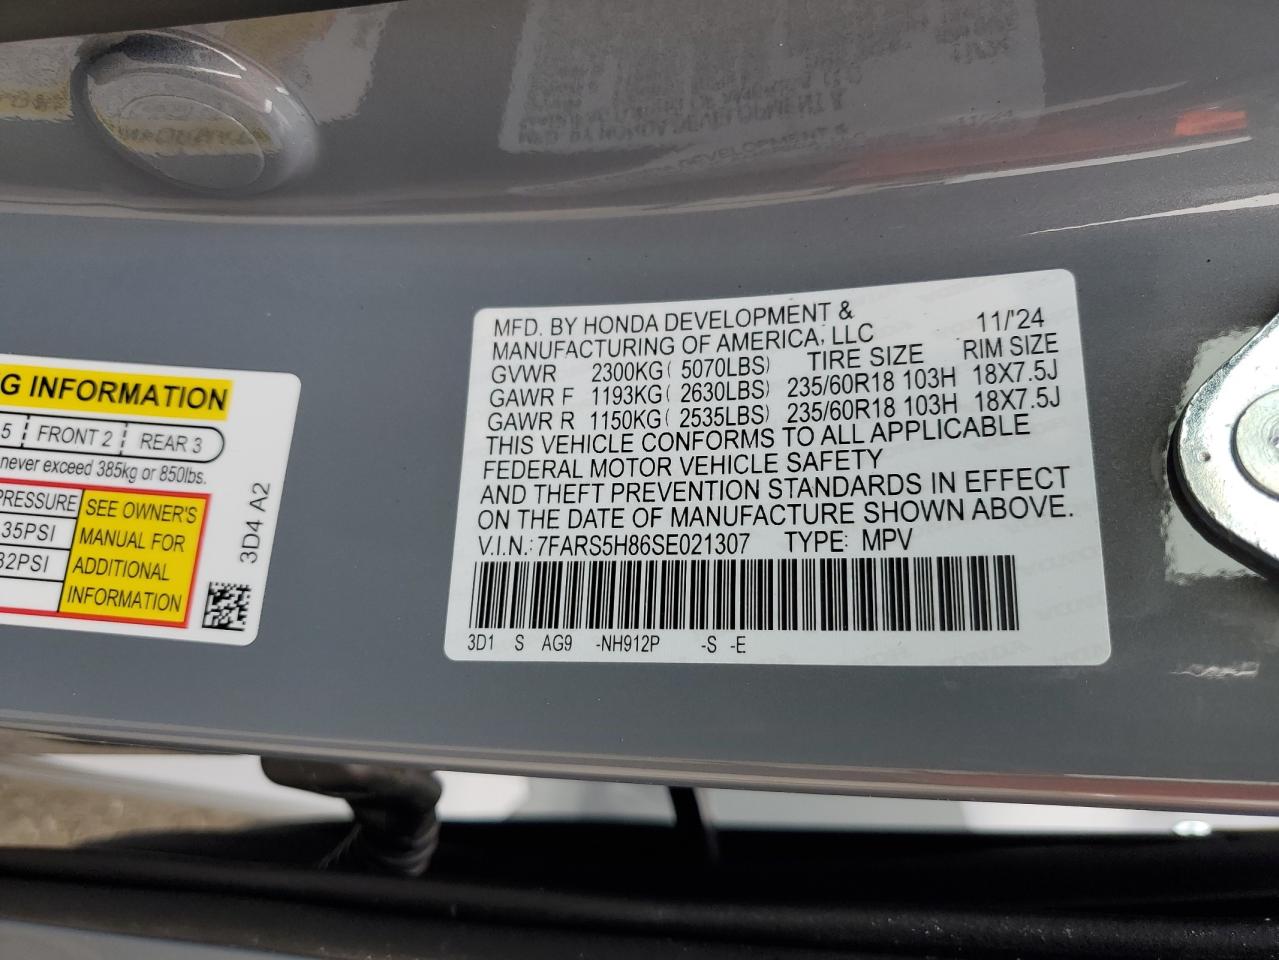 G INFORMATION
5 FRONT 2 REAR 3
never exceed 385kg or 850lbs.
PRESSURE
35PSI
32PSI
SEE OWNER'S
MANUAL FOR
ADDITIONAL
INFORMATION
3D4 A2
MFD. BY HONDA DEVELOPMENT & 11/'24
MANUFACTURING OF AMERICA, LLC
GVWR 2300KG( 5070LBS) TIRE SIZE RIM SIZE
GAWR F 1193KG( 2630LBS) 235/60R18 103H 18X7.5J
GAWR R 1150KG( 2535LBS) 235/60R18 103H 18X7.5J
THIS VEHICLE CONFORMS TO ALL APPLICABLE
FEDERAL MOTOR VEHICLE SAFETY
AND THEFT PREVENTION STANDARDS IN EFFECT
ON THE DATE OF MANUFACTURE SHOWN ABOVE.
V.I.N.: 7FARS5H86SE021307 TYPE: MPV
3D1 S AG9 -NH912P -S -E